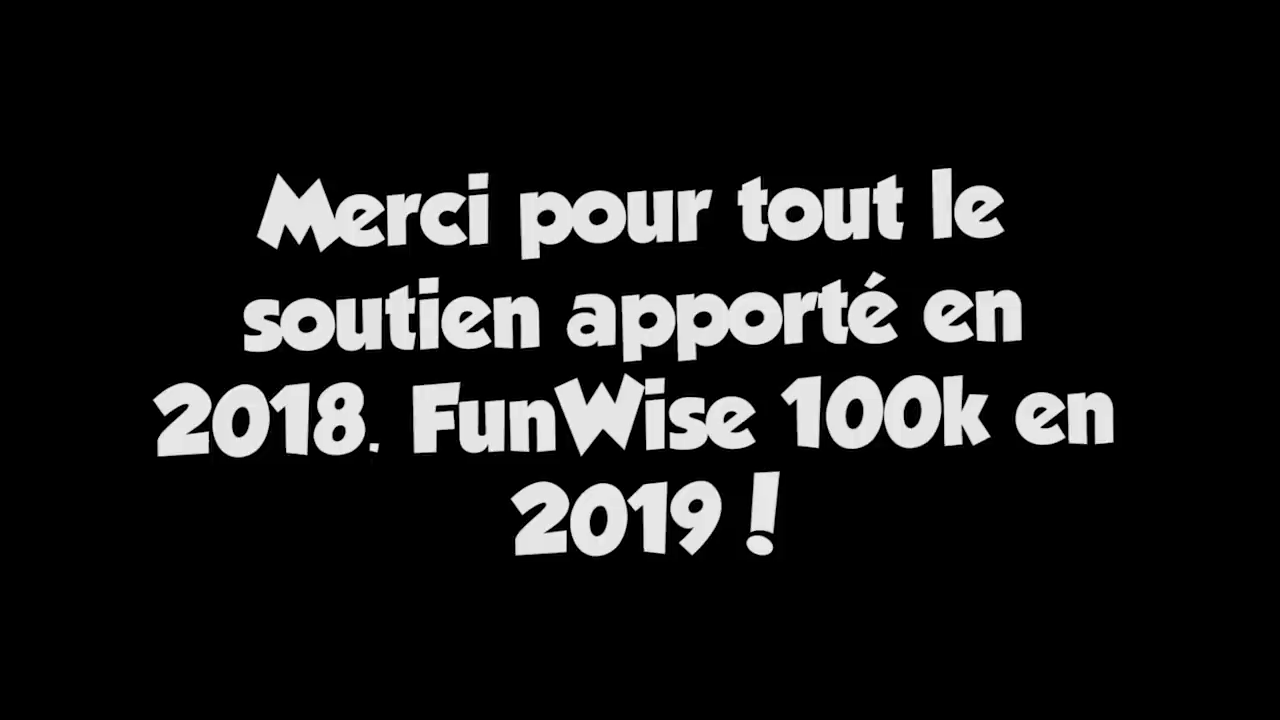 Merci pour tout le
soutien apporté en
2018. FunWise 100k en
2019 !